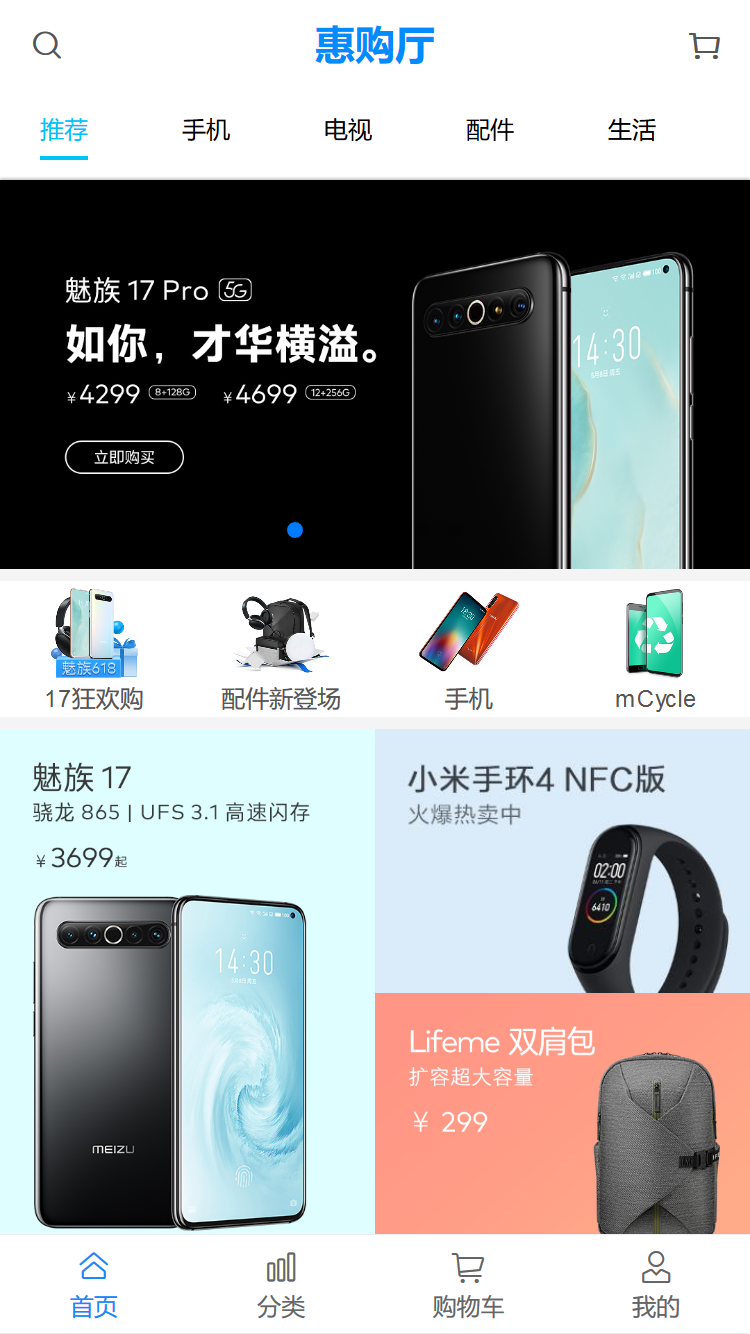 惠购厅
推荐 手机 电视 配件 生活
魅族 17 Pro 5G
如你，才华横溢。
¥4299 8+128G ¥4699 12+256G
立即购买
14:30
魅族618
17狂欢购 配件新登场 手机 mCycle
魅族 17
骁龙 865 | UFS 3.1 高速闪存
¥ 3699起
14:30
MEIZU
小米手环4 NFC版
火爆热卖中
02:00
6410
Lifeme 双肩包
扩容超大容量
¥ 299
首页 分类 购物车 我的